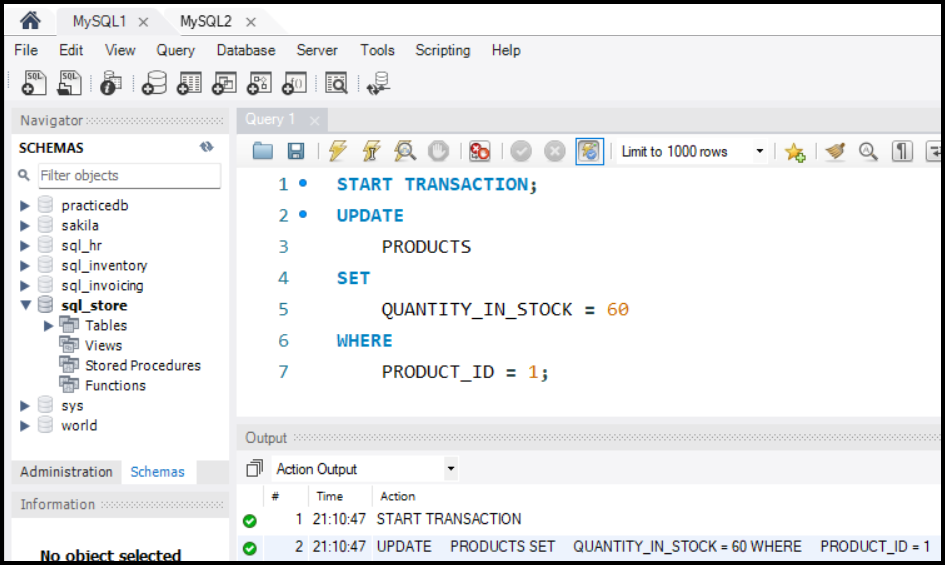 MySQL1 × MySQL2 ×
File Edit View Query Database Server Tools Scripting Help
SQL SQL
Navigator
SCHEMAS
Filter objects
practicedb
sakila
sql_hr
sql_inventory
sql_invoicing
sql_store
Tables
Views
Stored Procedures
Functions
sys
world
Administration Schemas
Information
No object selected
Query 1 ×
Limit to 1000 rows
1 START TRANSACTION;
2 UPDATE
3 PRODUCTS
4 SET
5 QUANTITY_IN_STOCK = 60
6 WHERE
7 PRODUCT_ID = 1;
Output
Action Output
# Time Action
1 21:10:47 START TRANSACTION
2 21:10:47 UPDATE PRODUCTS SET QUANTITY_IN_STOCK = 60 WHERE PRODUCT_ID = 1